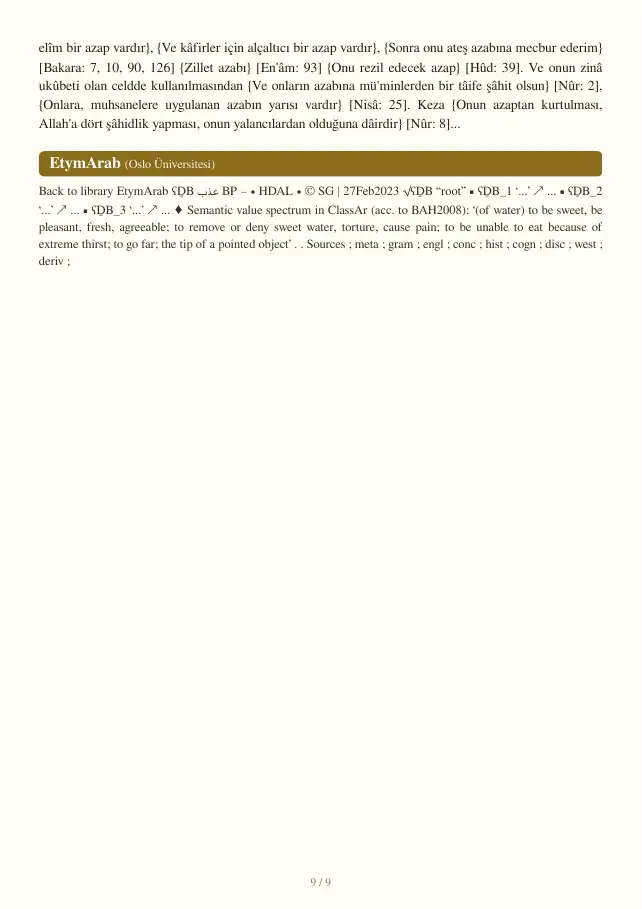 elîm bir azap vardır}, {Ve kâfirler için alçaltıcı bir azap vardır}, {Sonra onu ateş azabına mecbur ederim}
[Bakara: 7, 10, 90, 126] {Zillet azabı} [En'âm: 93] {Onu rezil edecek azap} [Hûd: 39]. Ve onun zinâ
ukûbeti olan celdde kullanılmasından {Ve onların azabına mü'minlerden bir tâife şâhit olsun} [Nûr: 2],
{Onlara, muhsanelere uygulanan azabın yarısı vardır} [Nisâ: 25]. Keza {Onun azaptan kurtulması,
Allah'a dört şâhidlik yapması, onun yalancılardan olduğuna dâirdir} [Nûr: 8]...
EtymArab (Oslo Üniversitesi)
Back to library EtymArab ʕḎB عذب BP – • HDAL • © SG | 27Feb2023 √ʕḎB “root” ▪ ʕḎB_1 ‘...’ ↗ ... ▪ ʕḎB_2
‘...’ ↗ ... ▪ ʕḎB_3 ‘...’ ↗ ... ♦ Semantic value spectrum in ClassAr (acc. to BAH2008): ‘(of water) to be sweet, be
pleasant, fresh, agreeable; to remove or deny sweet water, torture, cause pain; to be unable to eat because of
extreme thirst; to go far; the tip of a pointed object’ . . Sources ; meta ; gram ; engl ; conc ; hist ; cogn ; disc ; west ;
deriv ;
9 / 9